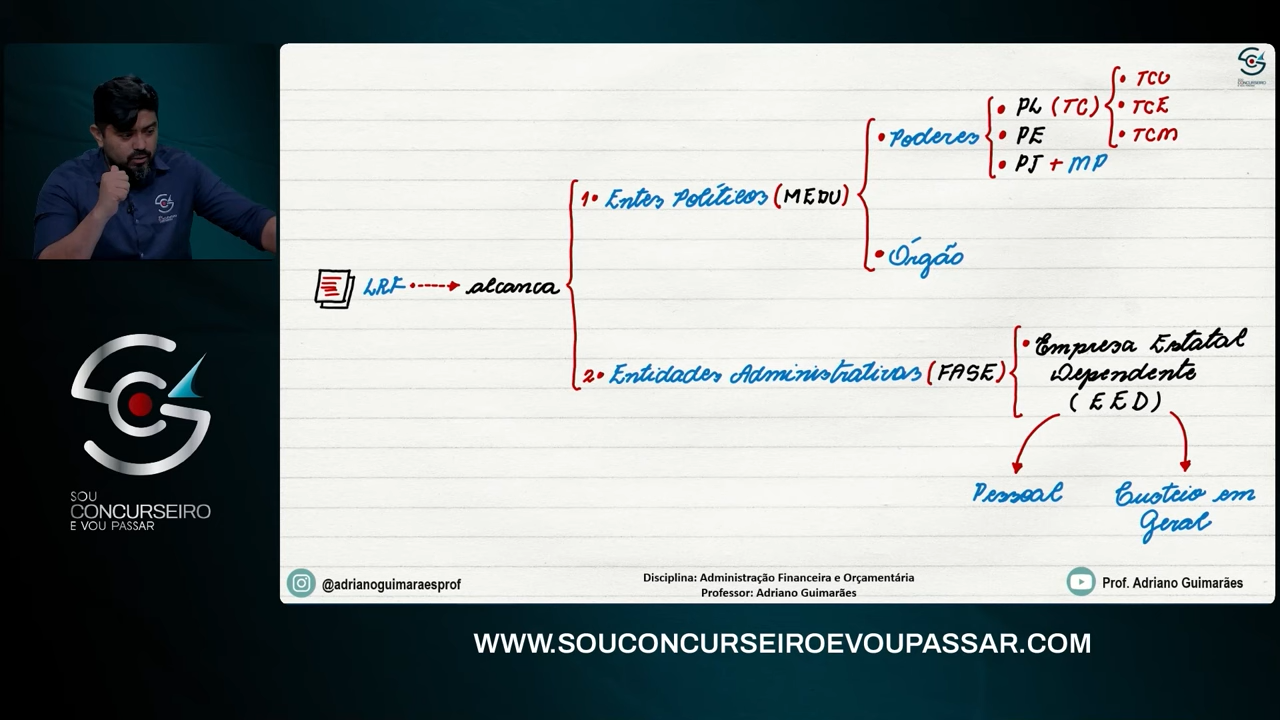 SOU
CONCURSEIRO
E VOU PASSAR
• TCU
• PL (TC) • TCE
• Poderes • PE • TCM
• PJ + MP
1• Entes Políticos (MEDU)
• Órgão
LRF alcança
2• Entidades Administrativas (FASE)
• Empresa Estatal
Dependente
(EED)
Pessoal
Custeio em
Geral
@adrianoguimaraesprof
Disciplina: Administração Financeira e Orçamentária
Professor: Adriano Guimarães
Prof. Adriano Guimarães
WWW.SOUCONCURSEIROEVOUPASSAR.COM